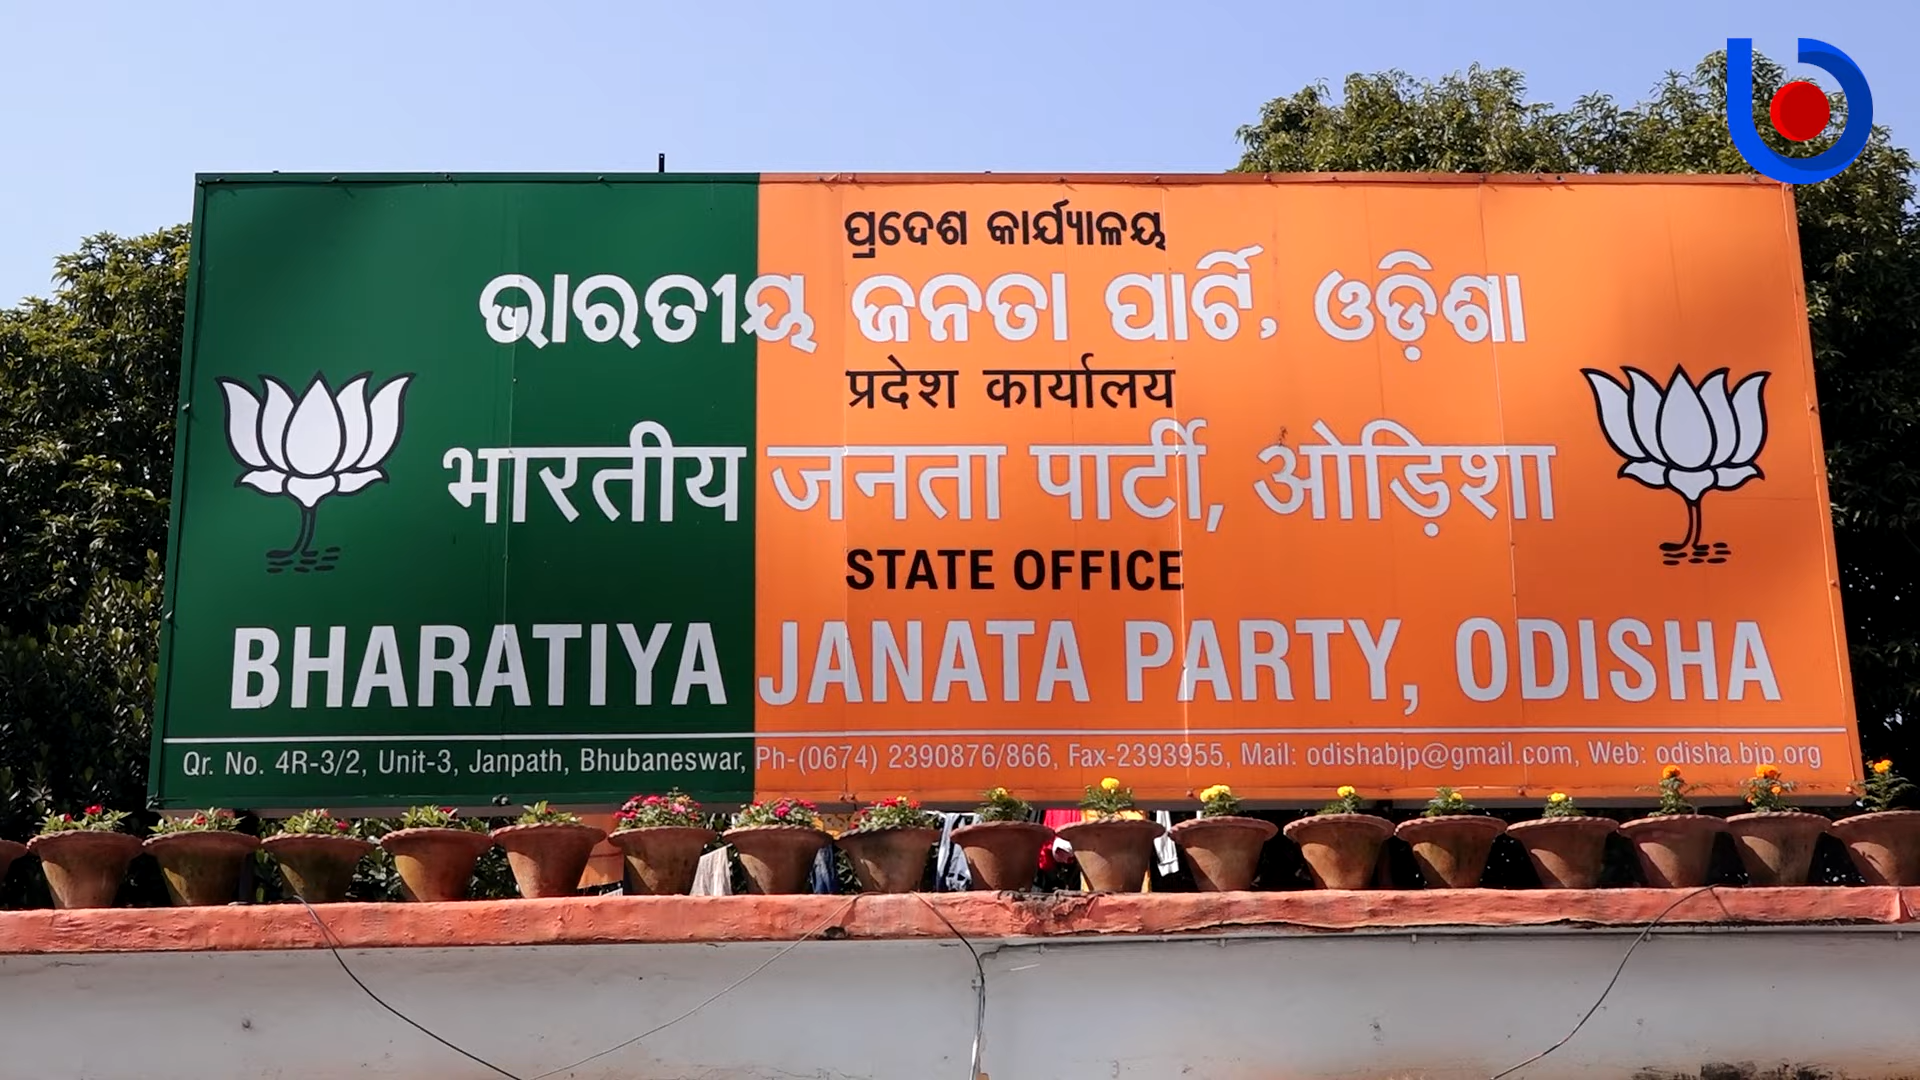 ପ୍ରଦେଶ କାର୍ଯ୍ୟାଳୟ
ଭାରତୀୟ ଜନତା ପାର୍ଟି, ଓଡ଼ିଶା
प्रदेश कार्यालय
भारतीय जनता पार्टी, ओड़िशा
STATE OFFICE
BHARATIYA JANATA PARTY, ODISHA
Qr. No. 4R-3/2, Unit-3, Janpath, Bhubaneswar, Ph-(0674) 2390876/866, Fax-2393955, Mail: odishabjp@gmail.com, Web: odisha.bjp.org